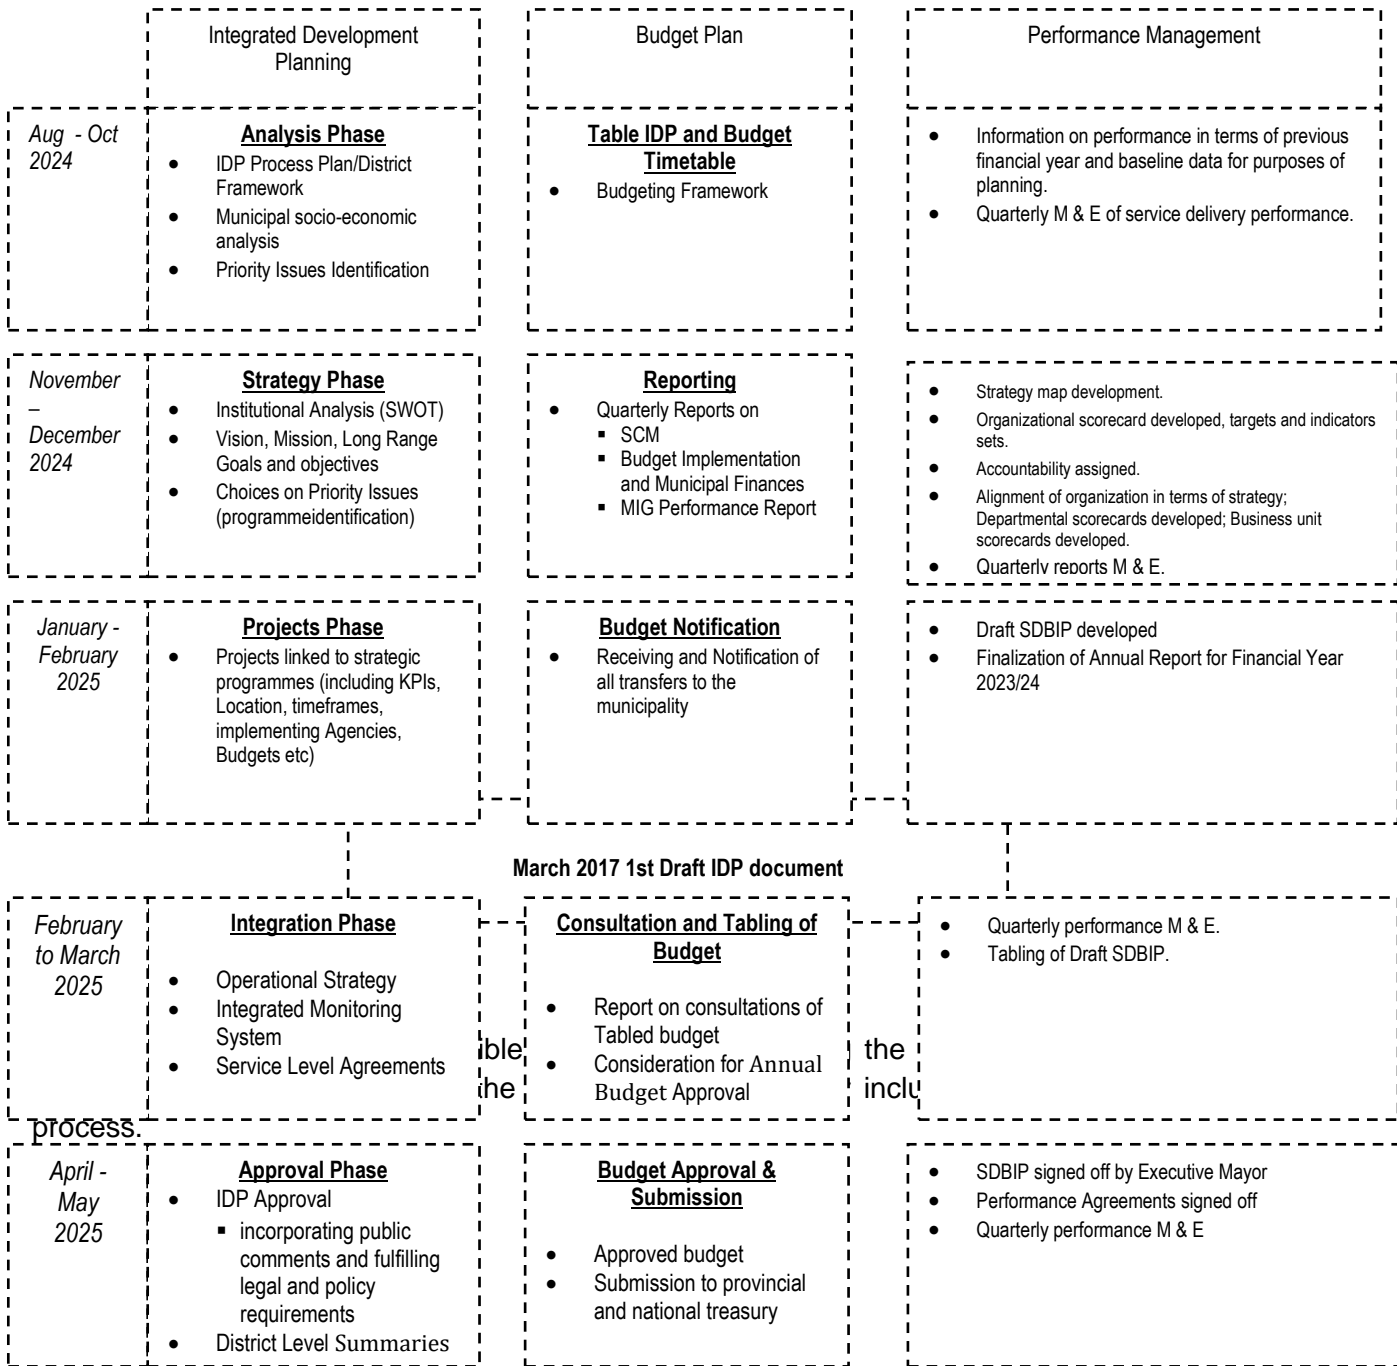 Integrated Development
Planning
Budget Plan
Performance Management
Aug - Oct
2024
Analysis Phase
● IDP Process Plan/District
Framework
● Municipal socio-economic
analysis
● Priority Issues Identification
Table IDP and Budget
Timetable
● Budgeting Framework
● Information on performance in terms of previous
financial year and baseline data for purposes of
planning.
● Quarterly M & E of service delivery performance.
November
–
December
2024
Strategy Phase
● Institutional Analysis (SWOT)
● Vision, Mission, Long Range
Goals and objectives
● Choices on Priority Issues
(programmeidentification)
Reporting
● Quarterly Reports on
▪ SCM
▪ Budget Implementation
and Municipal Finances
▪ MIG Performance Report
● Strategy map development.
● Organizational scorecard developed, targets and indicators
sets.
● Accountability assigned.
● Alignment of organization in terms of strategy;
Departmental scorecards developed; Business unit
scorecards developed.
● Quarterly reports M & E.
January -
February
2025
Projects Phase
● Projects linked to strategic
programmes (including KPIs,
Location, timeframes,
implementing Agencies,
Budgets etc)
Budget Notification
● Receiving and Notification of
all transfers to the
municipality
● Draft SDBIP developed
● Finalization of Annual Report for Financial Year
2023/24
March 2017 1st Draft IDP document
February
to March
2025
Integration Phase
● Operational Strategy
● Integrated Monitoring
System
● Service Level Agreements
Consultation and Tabling of
Budget
● Report on consultations of
Tabled budget
● Consideration for Annual
Budget Approval
● Quarterly performance M & E.
● Tabling of Draft SDBIP.
the
process.
April -
May
2025
Approval Phase
● IDP Approval
▪ incorporating public
comments and fulfilling
legal and policy
requirements
● District Level Summaries
Budget Approval &
Submission
● Approved budget
● Submission to provincial
and national treasury
● SDBIP signed off by Executive Mayor
● Performance Agreements signed off
● Quarterly performance M & E